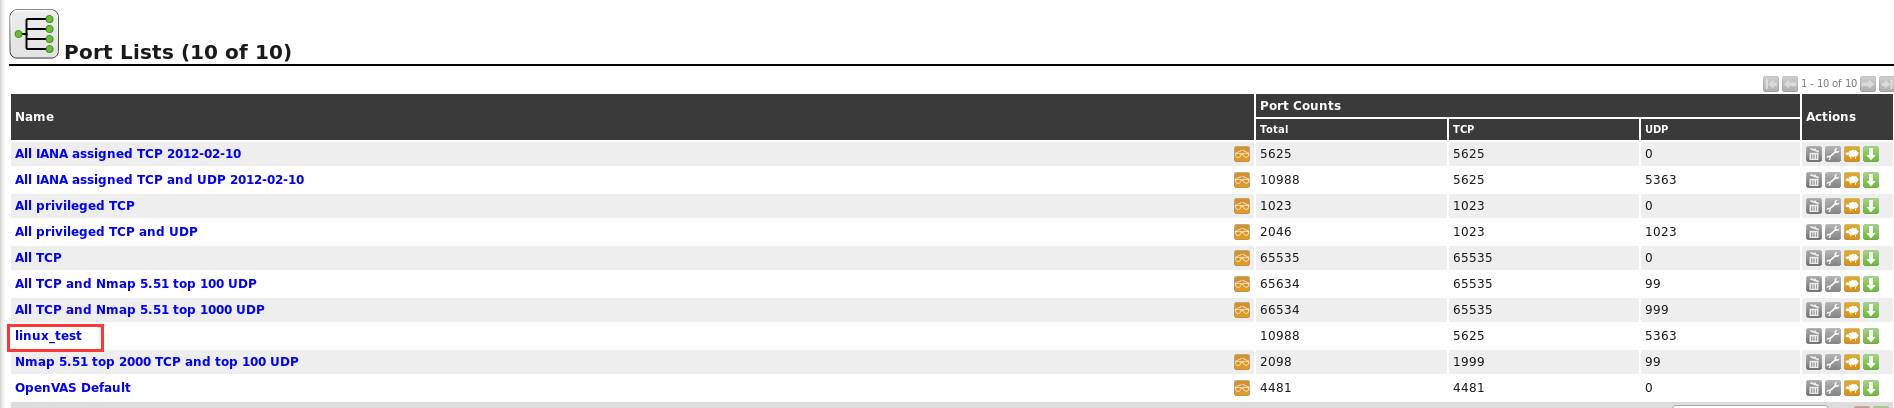 Port Lists (10 of 10)
1 - 10 of 10
Name Port Counts Actions
Total TCP UDP
All IANA assigned TCP 2012-02-10 5625 5625 0
All IANA assigned TCP and UDP 2012-02-10 10988 5625 5363
All privileged TCP 1023 1023 0
All privileged TCP and UDP 2046 1023 1023
All TCP 65535 65535 0
All TCP and Nmap 5.51 top 100 UDP 65634 65535 99
All TCP and Nmap 5.51 top 1000 UDP 66534 65535 999
linux_test 10988 5625 5363
Nmap 5.51 top 2000 TCP and top 100 UDP 2098 1999 99
OpenVAS Default 4481 4481 0